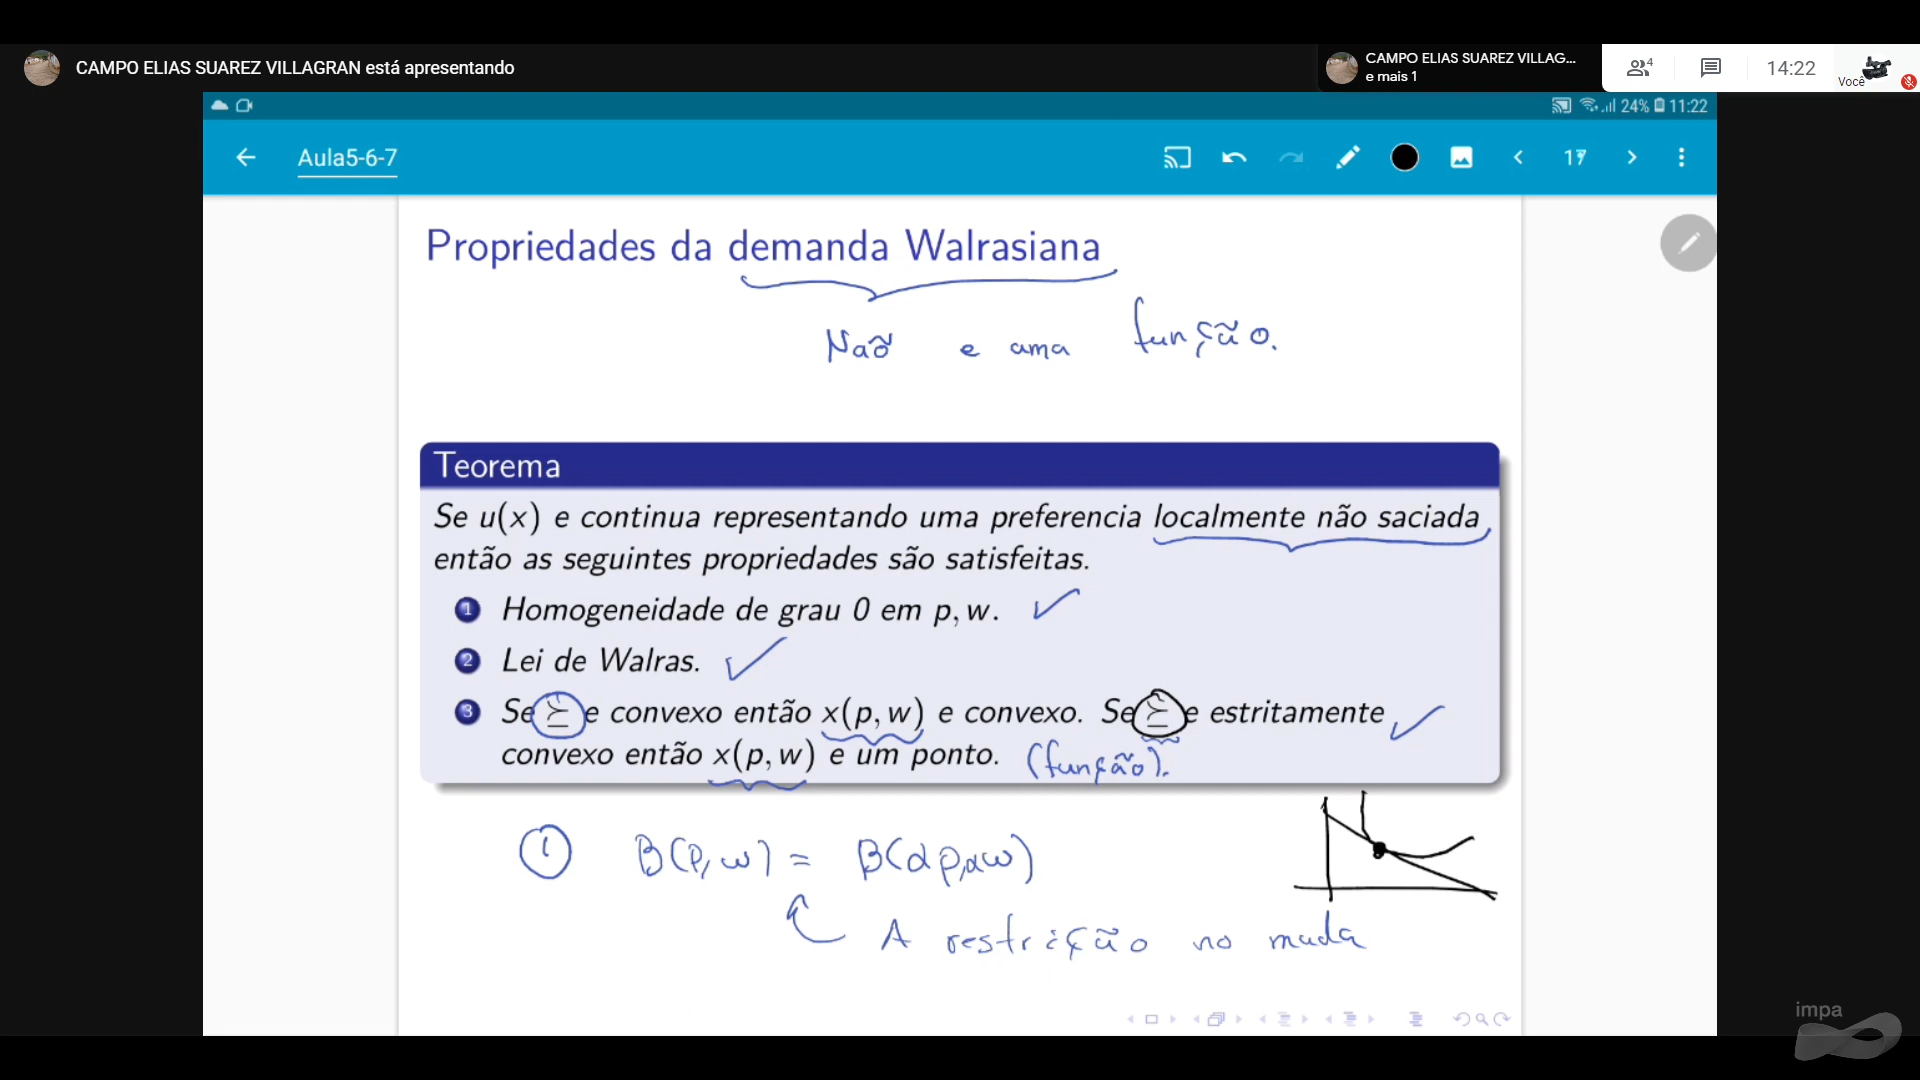 CAMPO ELIAS SUAREZ VILLAGRAN está apresentando
CAMPO ELIAS SUAREZ VILLAG...
e mais 1
4
14:22
Você
24% 11:22
Aula5-6-7
17
Propriedades da demanda Walrasiana
Naõ e ama função.
Teorema
Se u(x) e continua representando uma preferencia localmente não saciada
então as seguintes propriedades são satisfeitas.
1 Homogeneidade de grau 0 em p, w. ✓
2 Lei de Walras. ✓
3 Se ⪰ e convexo então x(p, w) e convexo. Se ⪰ e estritamente ✓
convexo então x(p, w) e um ponto. (função).
① B(p, w) = B(αp, αw)
A restrição no muda
impa